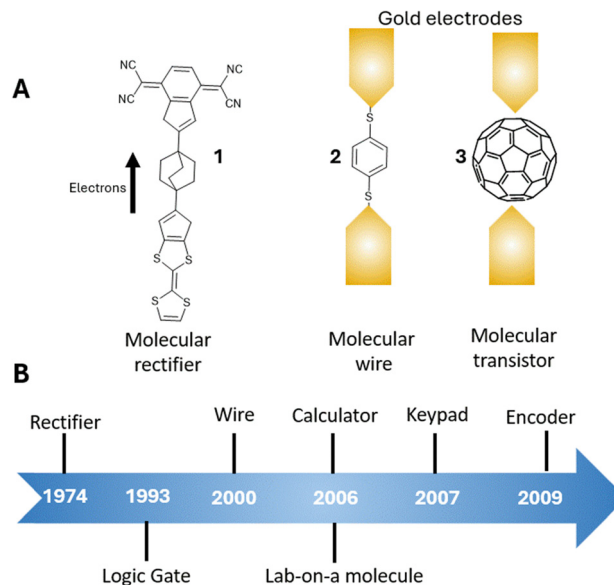 Gold electrodes
A
NC
NC
NC
CN
S
1
2
3
Electrons
S
S
S
S
S
Molecular
rectifier
Molecular
wire
Molecular
transistor
B
Rectifier
Wire
Calculator
Keypad
Encoder
1974
1993
2000
2006
2007
2009
Logic Gate
Lab-on-a molecule